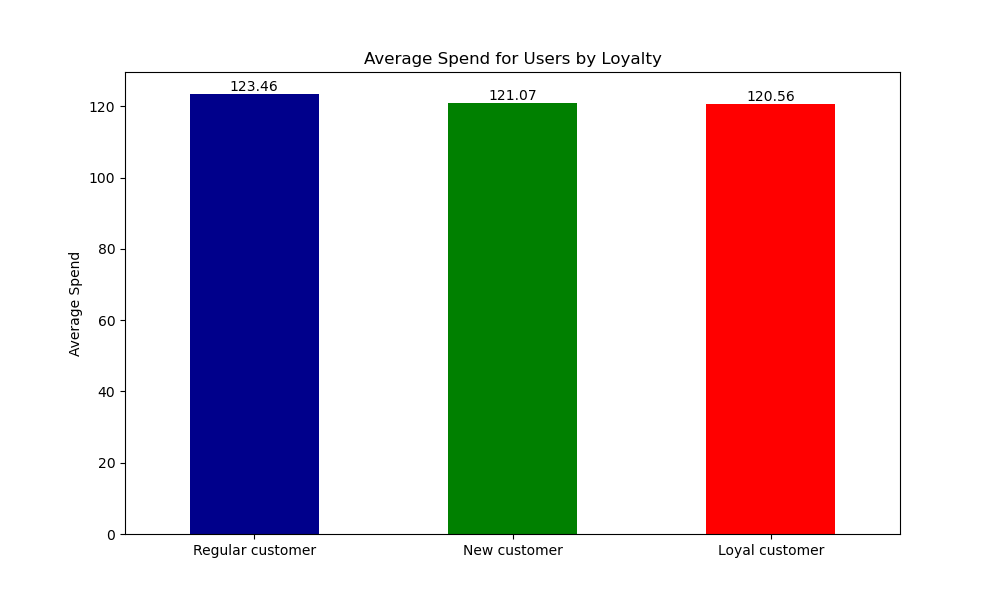 Average Spend for Users by Loyalty
123.46
121.07
120.56
120
100
80
60
40
20
0
Average Spend
Regular customer
New customer
Loyal customer